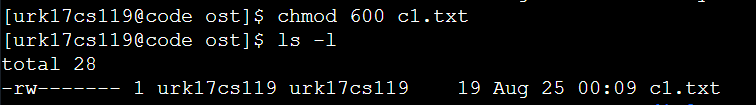 [urk17cs119@code ost]$ chmod 600 c1.txt
[urk17cs119@code ost]$ ls -l
total 28
-rw------- 1 urk17cs119 urk17cs119    19 Aug 25 00:09 c1.txt